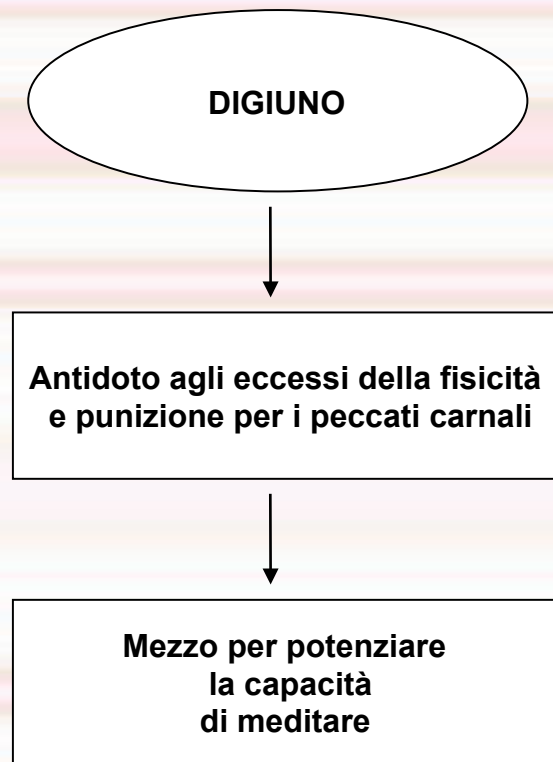 DIGIUNO
Antidoto agli eccessi della fisicità
e punizione per i peccati carnali
Mezzo per potenziare
la capacità
di meditare